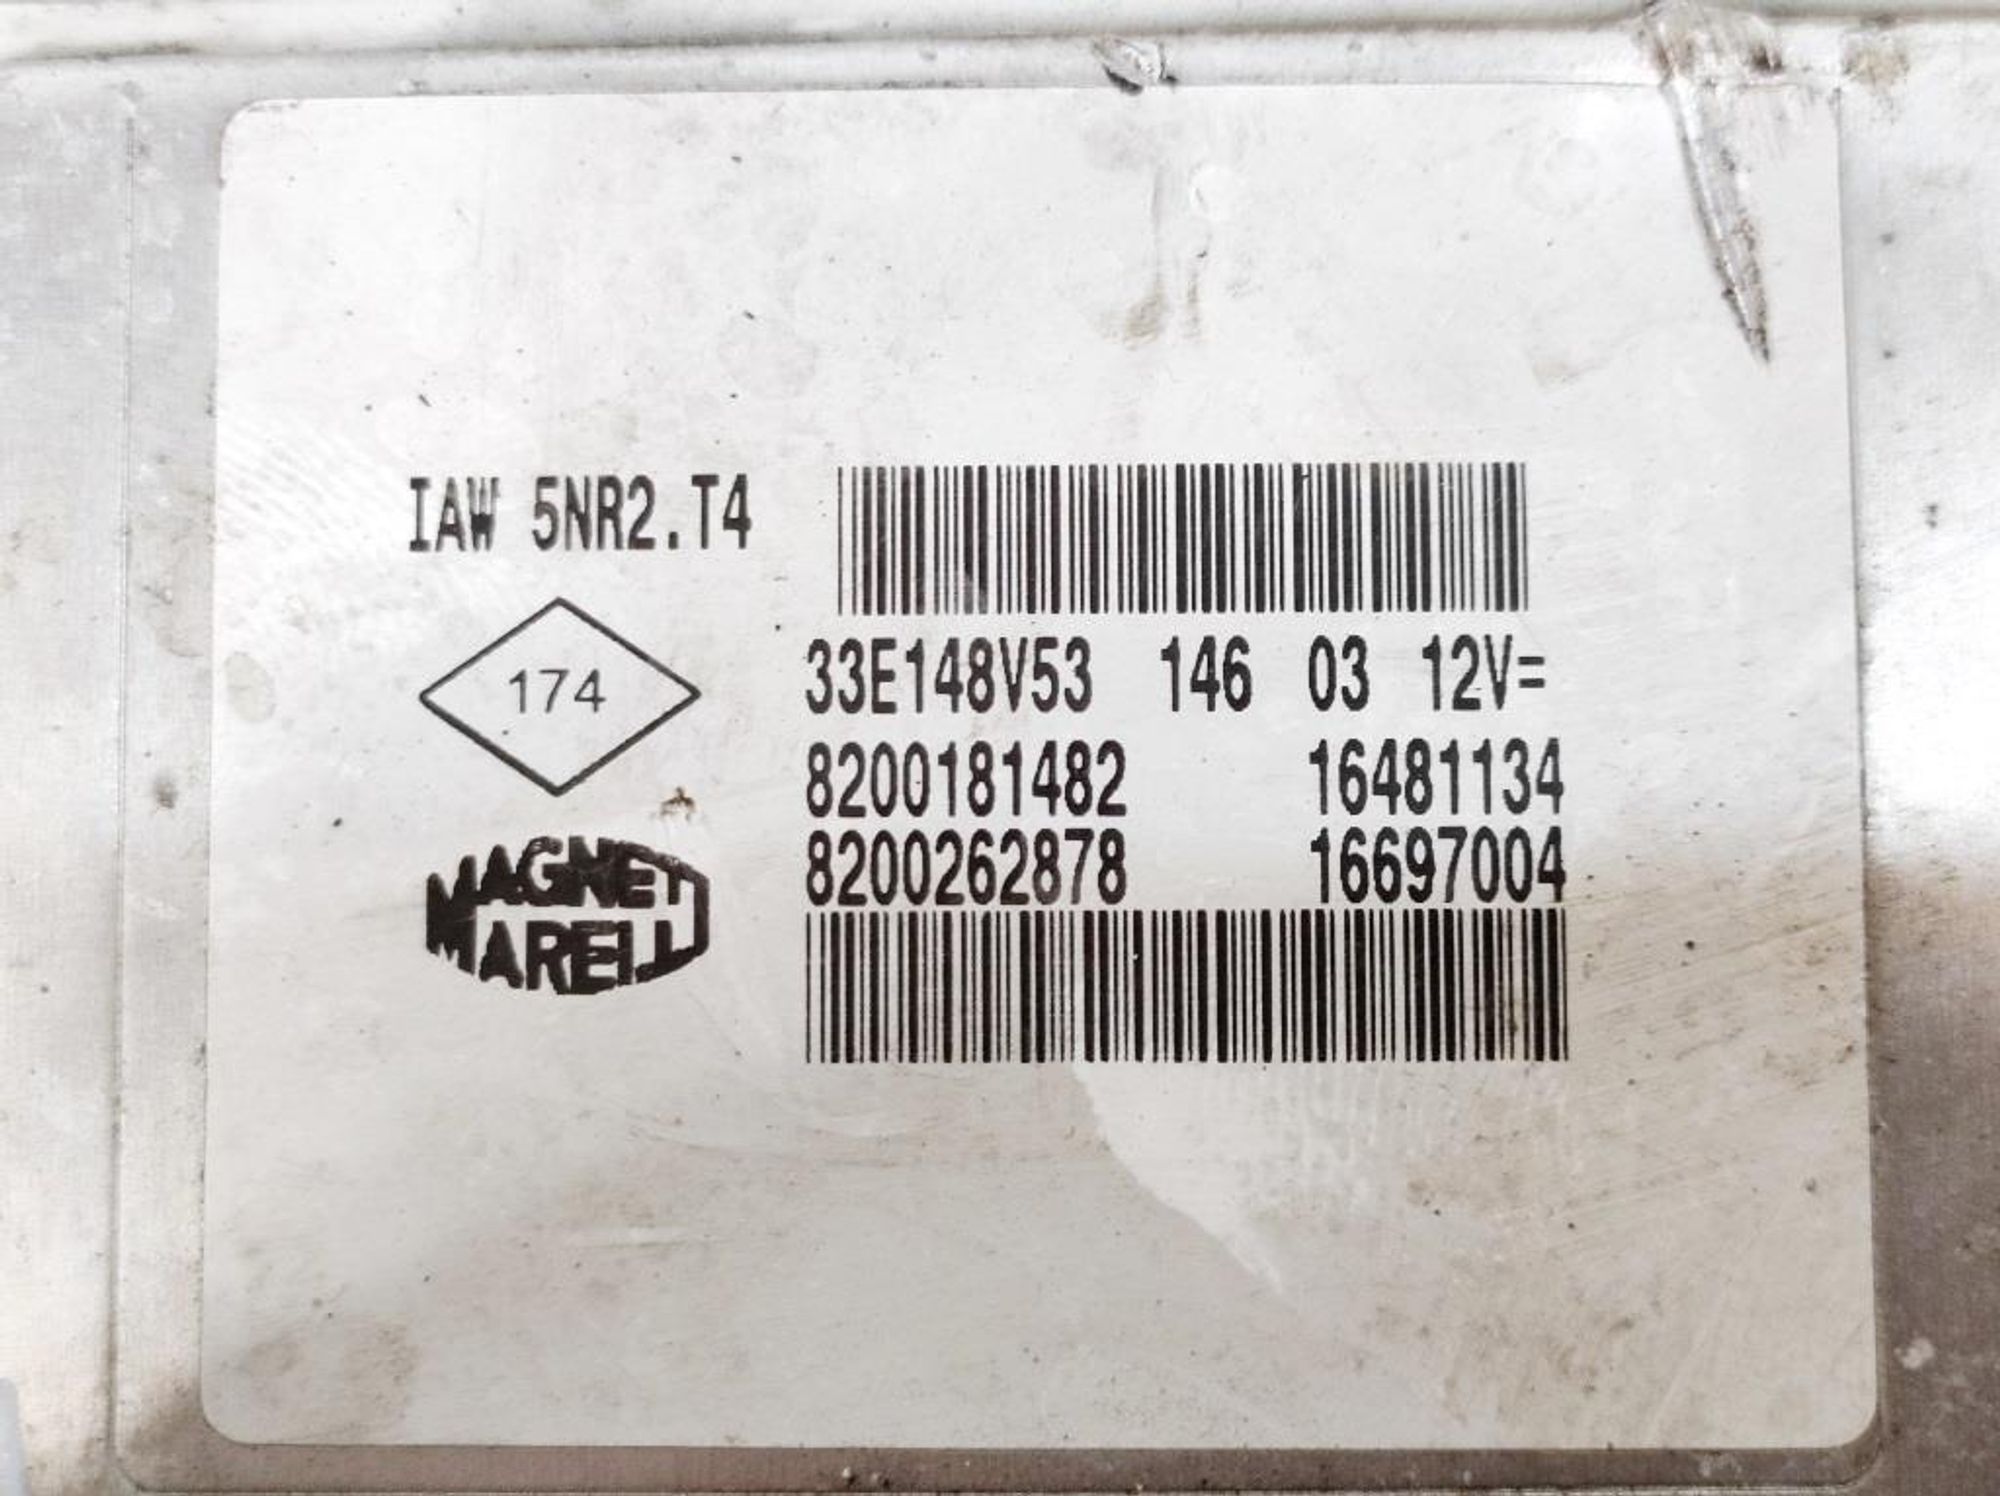 IAW 5NR2.T4
174
MAGNETI
MARELLI
33E148V53 146 03 12V=
8200181482 16481134
8200262878 16697004